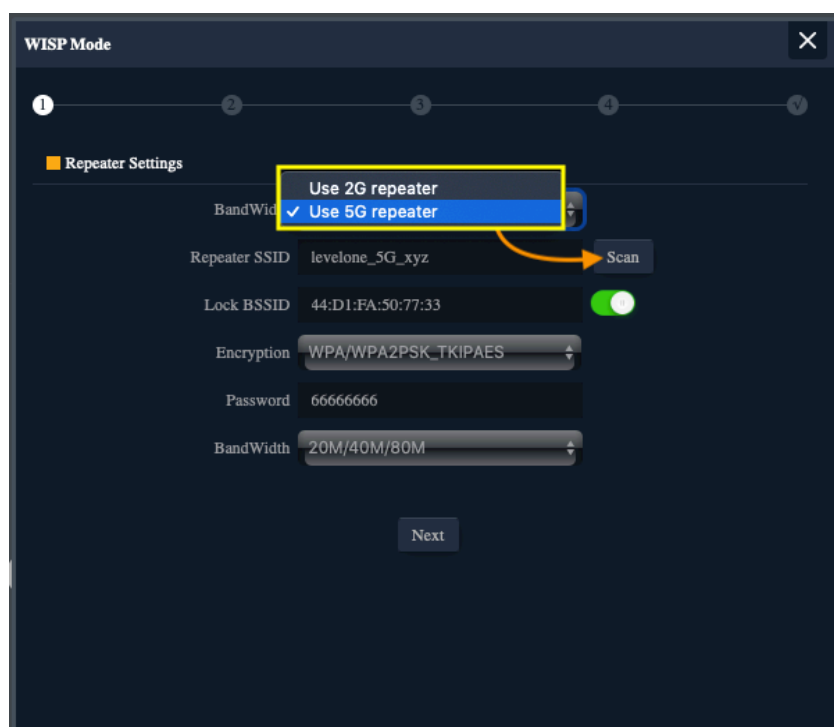 WISP Mode
1 2 3 4
Repeater Settings
Use 2G repeater
BandWid ✓ Use 5G repeater
Repeater SSID levelone_5G_xyz Scan
Lock BSSID 44:D1:FA:50:77:33
Encryption WPA/WPA2PSK_TKIPAES
Password 66666666
BandWidth 20M/40M/80M
Next